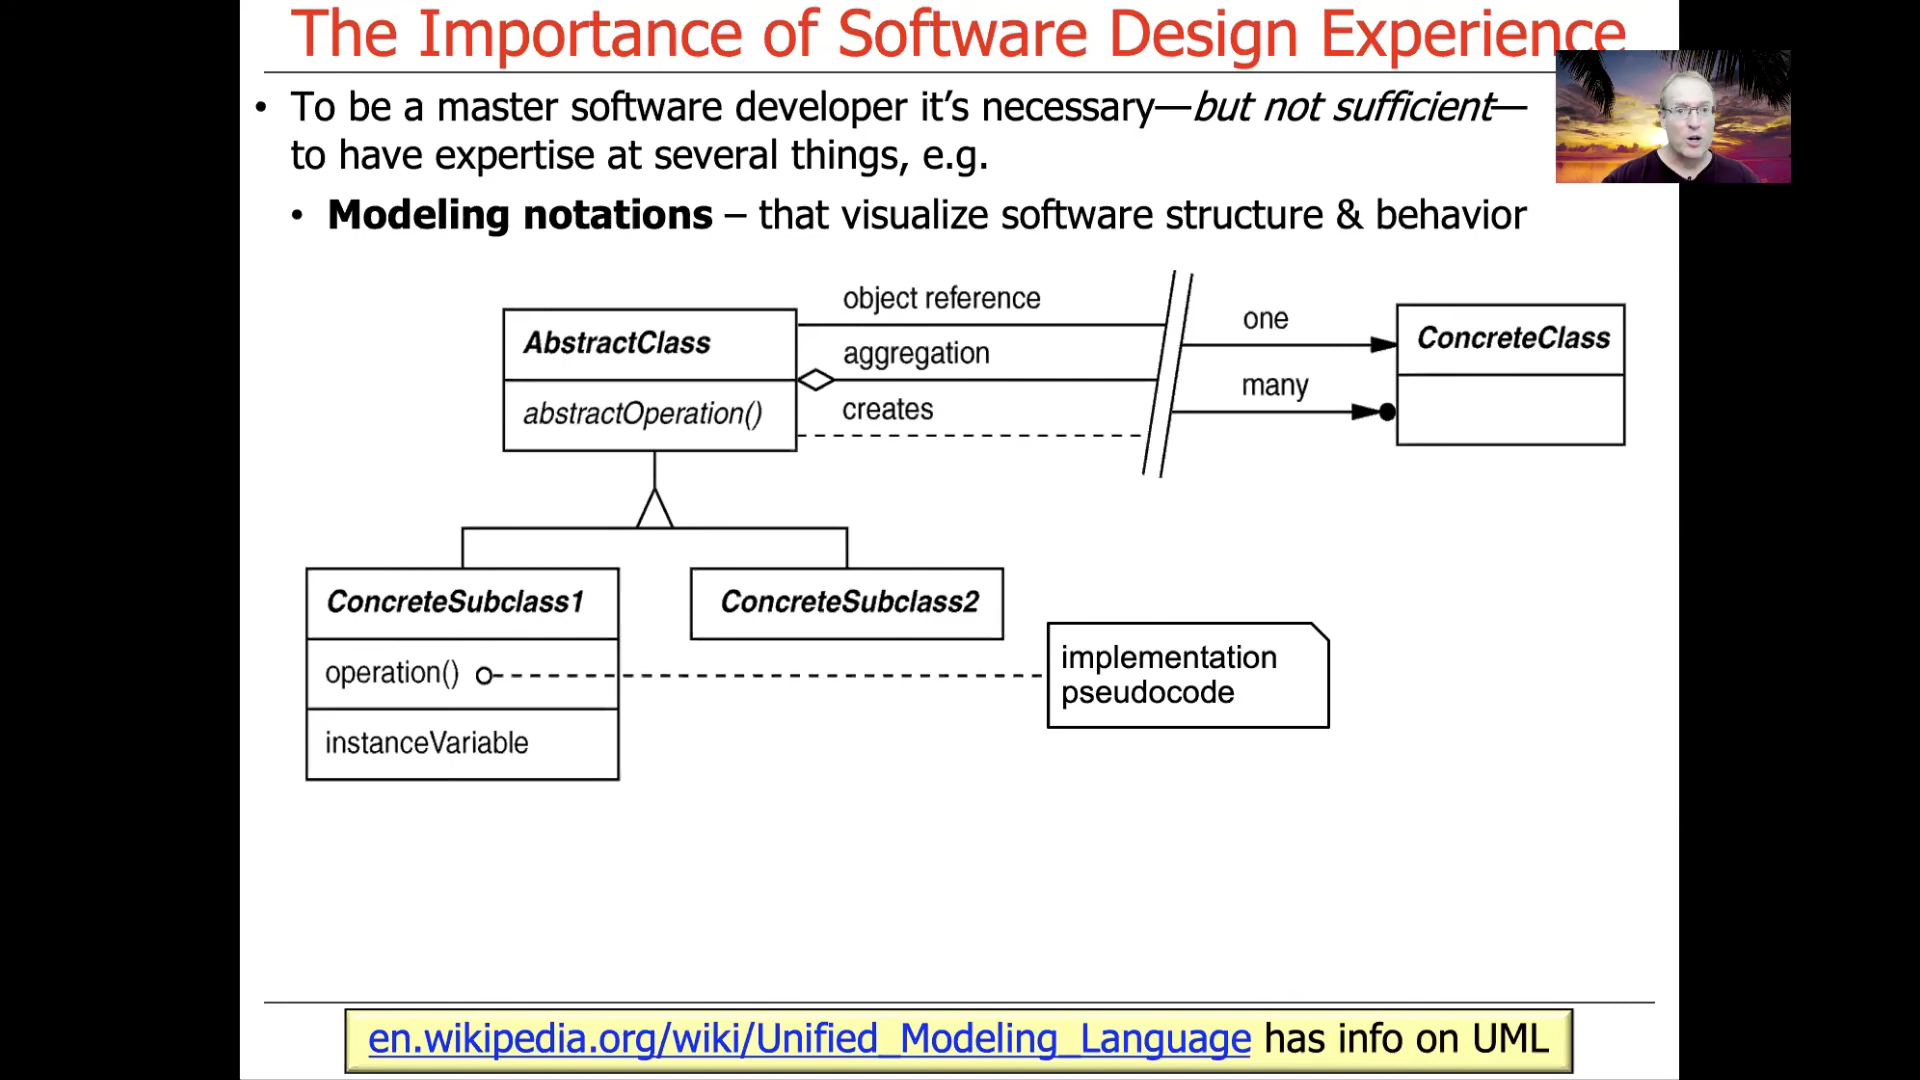 The Importance of Software Design Experience
• To be a master software developer it’s necessary—but not sufficient—
to have expertise at several things, e.g.
• Modeling notations – that visualize software structure & behavior
object reference
one
AbstractClass
ConcreteClass
aggregation
many
abstractOperation()
creates
ConcreteSubclass1
ConcreteSubclass2
operation()
implementation
pseudocode
instanceVariable
en.wikipedia.org/wiki/Unified_Modeling_Language has info on UML